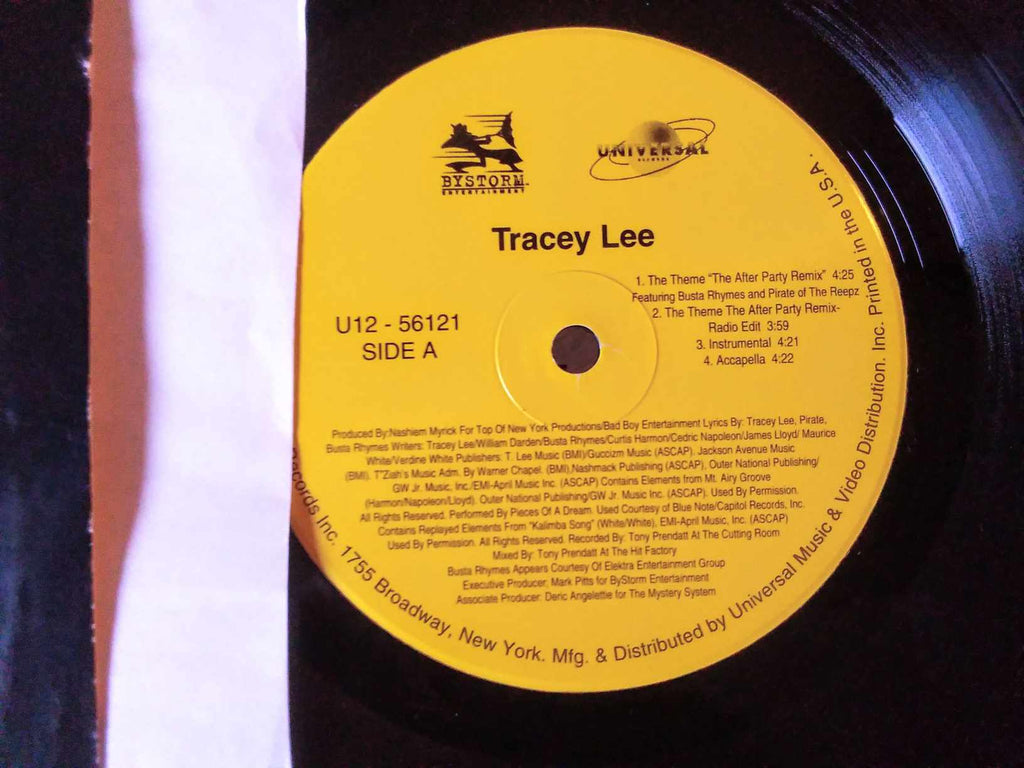 BYSTORM
ENTERTAINMENT
UNIVERSAL
RECORDS
Tracey Lee
U12 - 56121
SIDE A
1. The Theme "The After Party Remix" 4:25
Featuring Busta Rhymes and Pirate of The Reepz
2. The Theme The After Party Remix-
Radio Edit 3:59
3. Instrumental 4:21
4. Accapella 4:22
Produced By:Nashiem Myrick For Top Of New York Productions/Bad Boy Entertainment Lyrics By: Tracey Lee, Pirate,
Busta Rhymes Writers: Tracey Lee/William Darden/Busta Rhymes/Curtis Harmon/Cedric Napoleon/James Lloyd/ Maurice
White/Verdine White Publishers: T. Lee Music (BMI)/Guccizm Music (ASCAP). Jackson Avenue Music
(BMI). T'Ziah's Music Adm. By Warner Chapel. (BMI),Nashmack Publishing (ASCAP), Outer National Publishing/
GW Jr. Music, Inc./EMI-April Music Inc. (ASCAP) Contains Elements from Mt. Airy Groove
(Harmon/Napoleon/Lloyd). Outer National Publishing/GW Jr. Music Inc. (ASCAP). Used By Permission.
All Rights Reserved. Performed By Pieces Of A Dream. Used Courtesy of Blue Note/Capitol Records, Inc.
Contains Replayed Elements From "Kalimba Song" (White/White), EMI-April Music, Inc. (ASCAP)
Used By Permission. All Rights Reserved. Recorded By: Tony Prendatt At The Cutting Room
Mixed By: Tony Prendatt At The Hit Factory
Busta Rhymes Appears Courtesy Of Elektra Entertainment Group
Executive Producer: Mark Pitts for ByStorm Entertainment
Associate Producer: Deric Angelettie for The Mystery System
ecords Inc. 1755 Broadway, New York. Mfg. & Distributed by Universal Music & Video Distribution. Inc. Printed in the U.S.A.